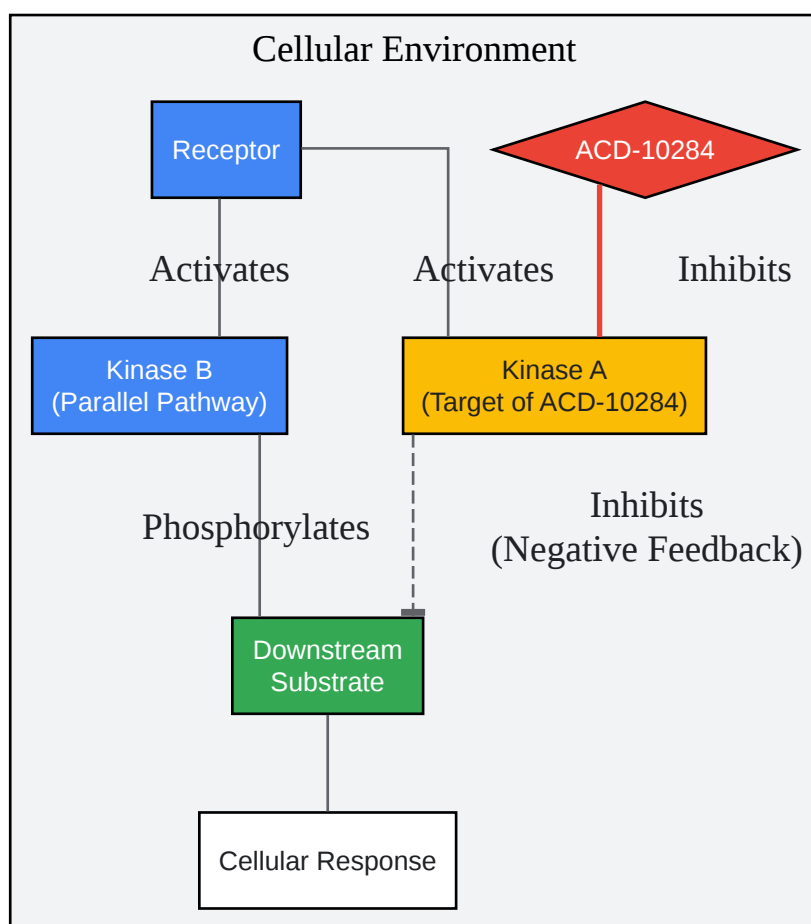 Cellular Environment
Receptor
ACD-10284
Activates
Activates
Inhibits
Kinase B
(Parallel Pathway)
Kinase A
(Target of ACD-10284)
Phosphorylates
Inhibits
(Negative Feedback)
Downstream
Substrate
Cellular Response